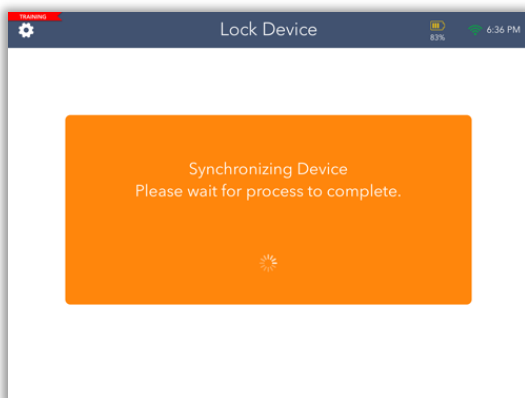 TRAINING
Lock Device
83%
6:36 PM
Synchronizing Device
Please wait for process to complete.